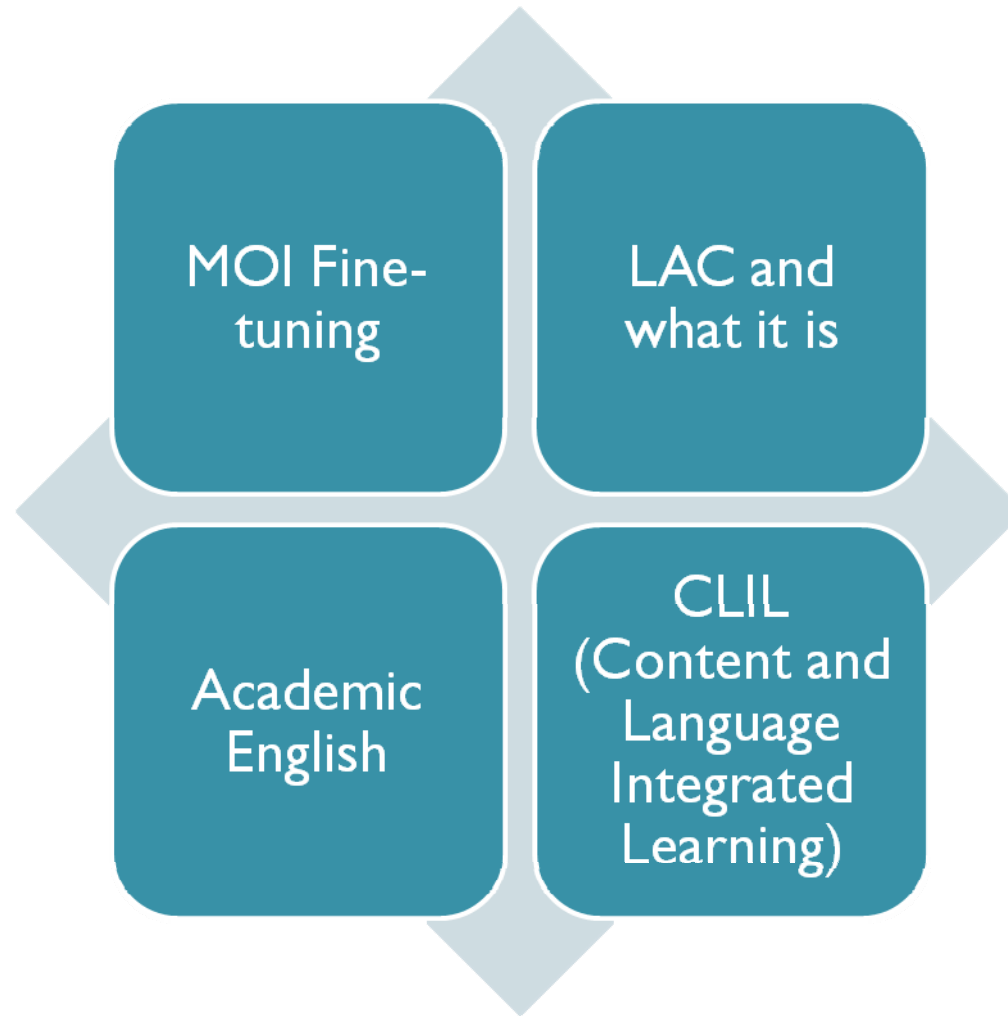 MOI Fine-
tuning
LAC and
what it is
Academic
English
CLIL
(Content and
Language
Integrated
Learning)